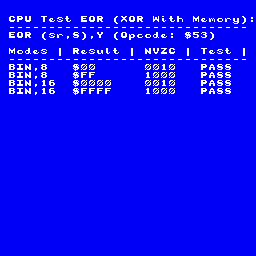 CPU Test EOR (XOR With Memory):
- - - - - - - - - - - - - - - -
EOR (sr,S),Y (Opcode: $53)
- - - - - - - - - - - - - - - -
Modes | Result | NVZC | Test |
- - - - - - - - - - - - - - - -
BIN,8 $00 0010 PASS
BIN,8 $FF 1000 PASS
BIN,16 $0000 0010 PASS
BIN,16 $FFFF 1000 PASS